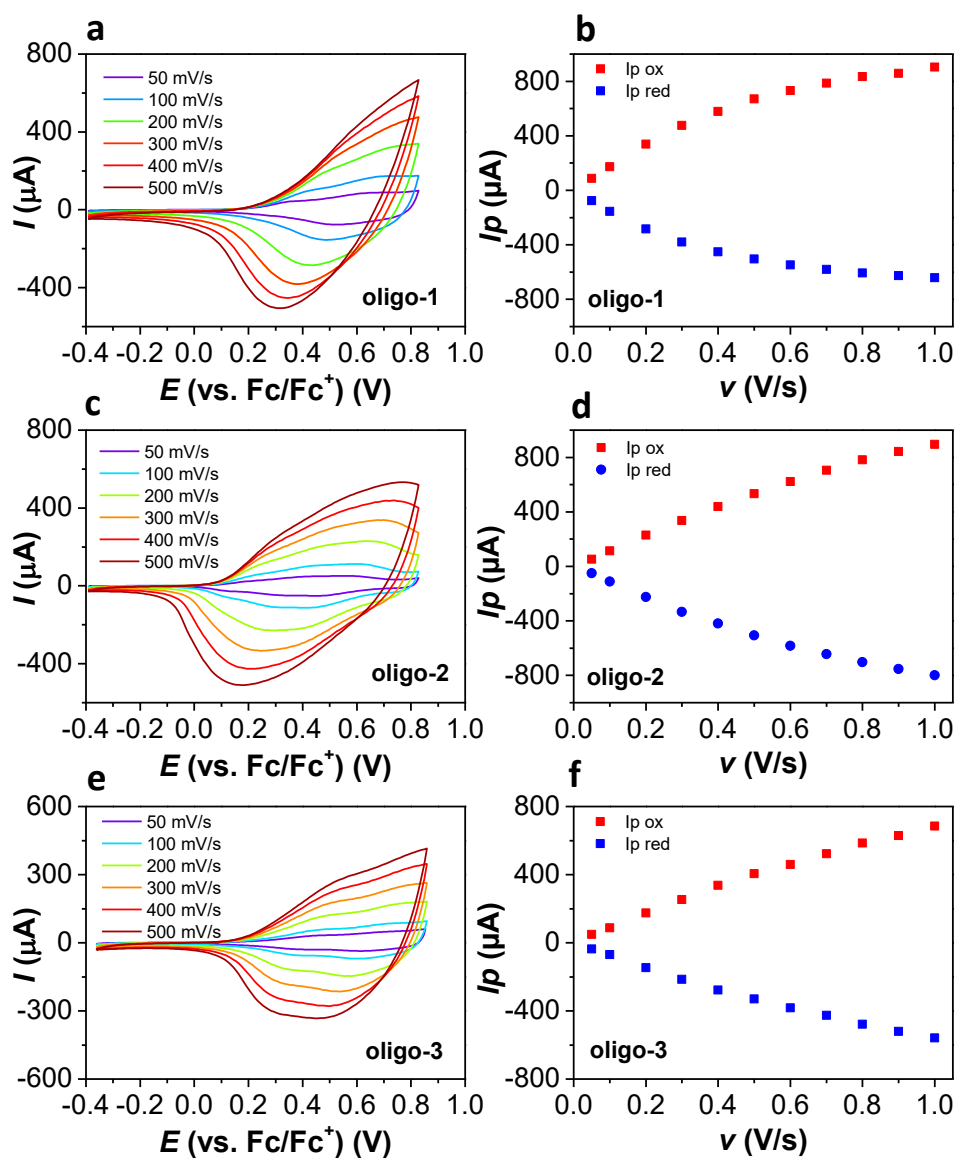 a
800
400
0
-400
I (µA)
50 mV/s
100 mV/s
200 mV/s
300 mV/s
400 mV/s
500 mV/s
oligo-1
-0.4 -0.2 0.0 0.2 0.4 0.6 0.8 1.0
E (vs. Fc/Fc⁺) (V)
b
800
400
0
-400
-800
Ip (µA)
Ip ox
Ip red
oligo-1
0.0 0.2 0.4 0.6 0.8 1.0
v (V/s)
c
800
400
0
-400
I (µA)
50 mV/s
100 mV/s
200 mV/s
300 mV/s
400 mV/s
500 mV/s
oligo-2
-0.4 -0.2 0.0 0.2 0.4 0.6 0.8 1.0
E (vs. Fc/Fc⁺) (V)
d
800
400
0
-400
-800
Ip (µA)
Ip ox
Ip red
oligo-2
0.0 0.2 0.4 0.6 0.8 1.0
v (V/s)
e
600
300
0
-300
-600
I (µA)
50 mV/s
100 mV/s
200 mV/s
300 mV/s
400 mV/s
500 mV/s
oligo-3
-0.4 -0.2 0.0 0.2 0.4 0.6 0.8 1.0
E (vs. Fc/Fc⁺) (V)
f
800
400
0
-400
-800
Ip (µA)
Ip ox
Ip red
oligo-3
0.0 0.2 0.4 0.6 0.8 1.0
v (V/s)